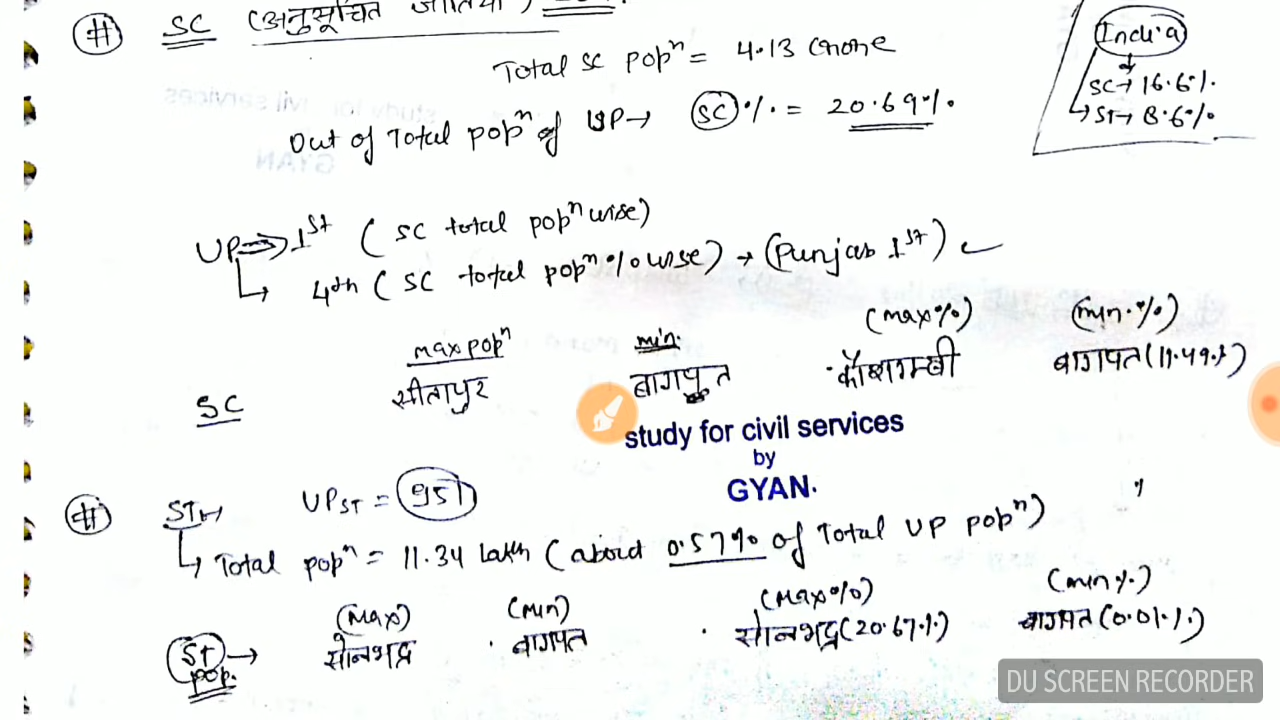 # SC (अनुसूचित जातियां)
Total SC popⁿ = 4.13 crore
Out of Total popⁿ of UP → SC % = 20.69%
India
SC → 16.6%.
ST → 8.6%
UP ⇒ 1st (SC total popⁿ wise)
4th (SC total popⁿ % wise) → (Punjab 1st)
max popⁿ min. (max%) (min.%)
SC सीतापुर बागपत कौशाम्बी बागपत (11.49%)
study for civil services
by
GYAN.
# ST → UP ST = 951
Total popⁿ = 11.34 Lakh (about 0.57% of Total UP popⁿ)
(Max) (Min) (Max%) (min%)
ST pop. → सोनभद्र बागपत सोनभद्र (20.67%) बागपत (0.01%)
DU SCREEN RECORDER